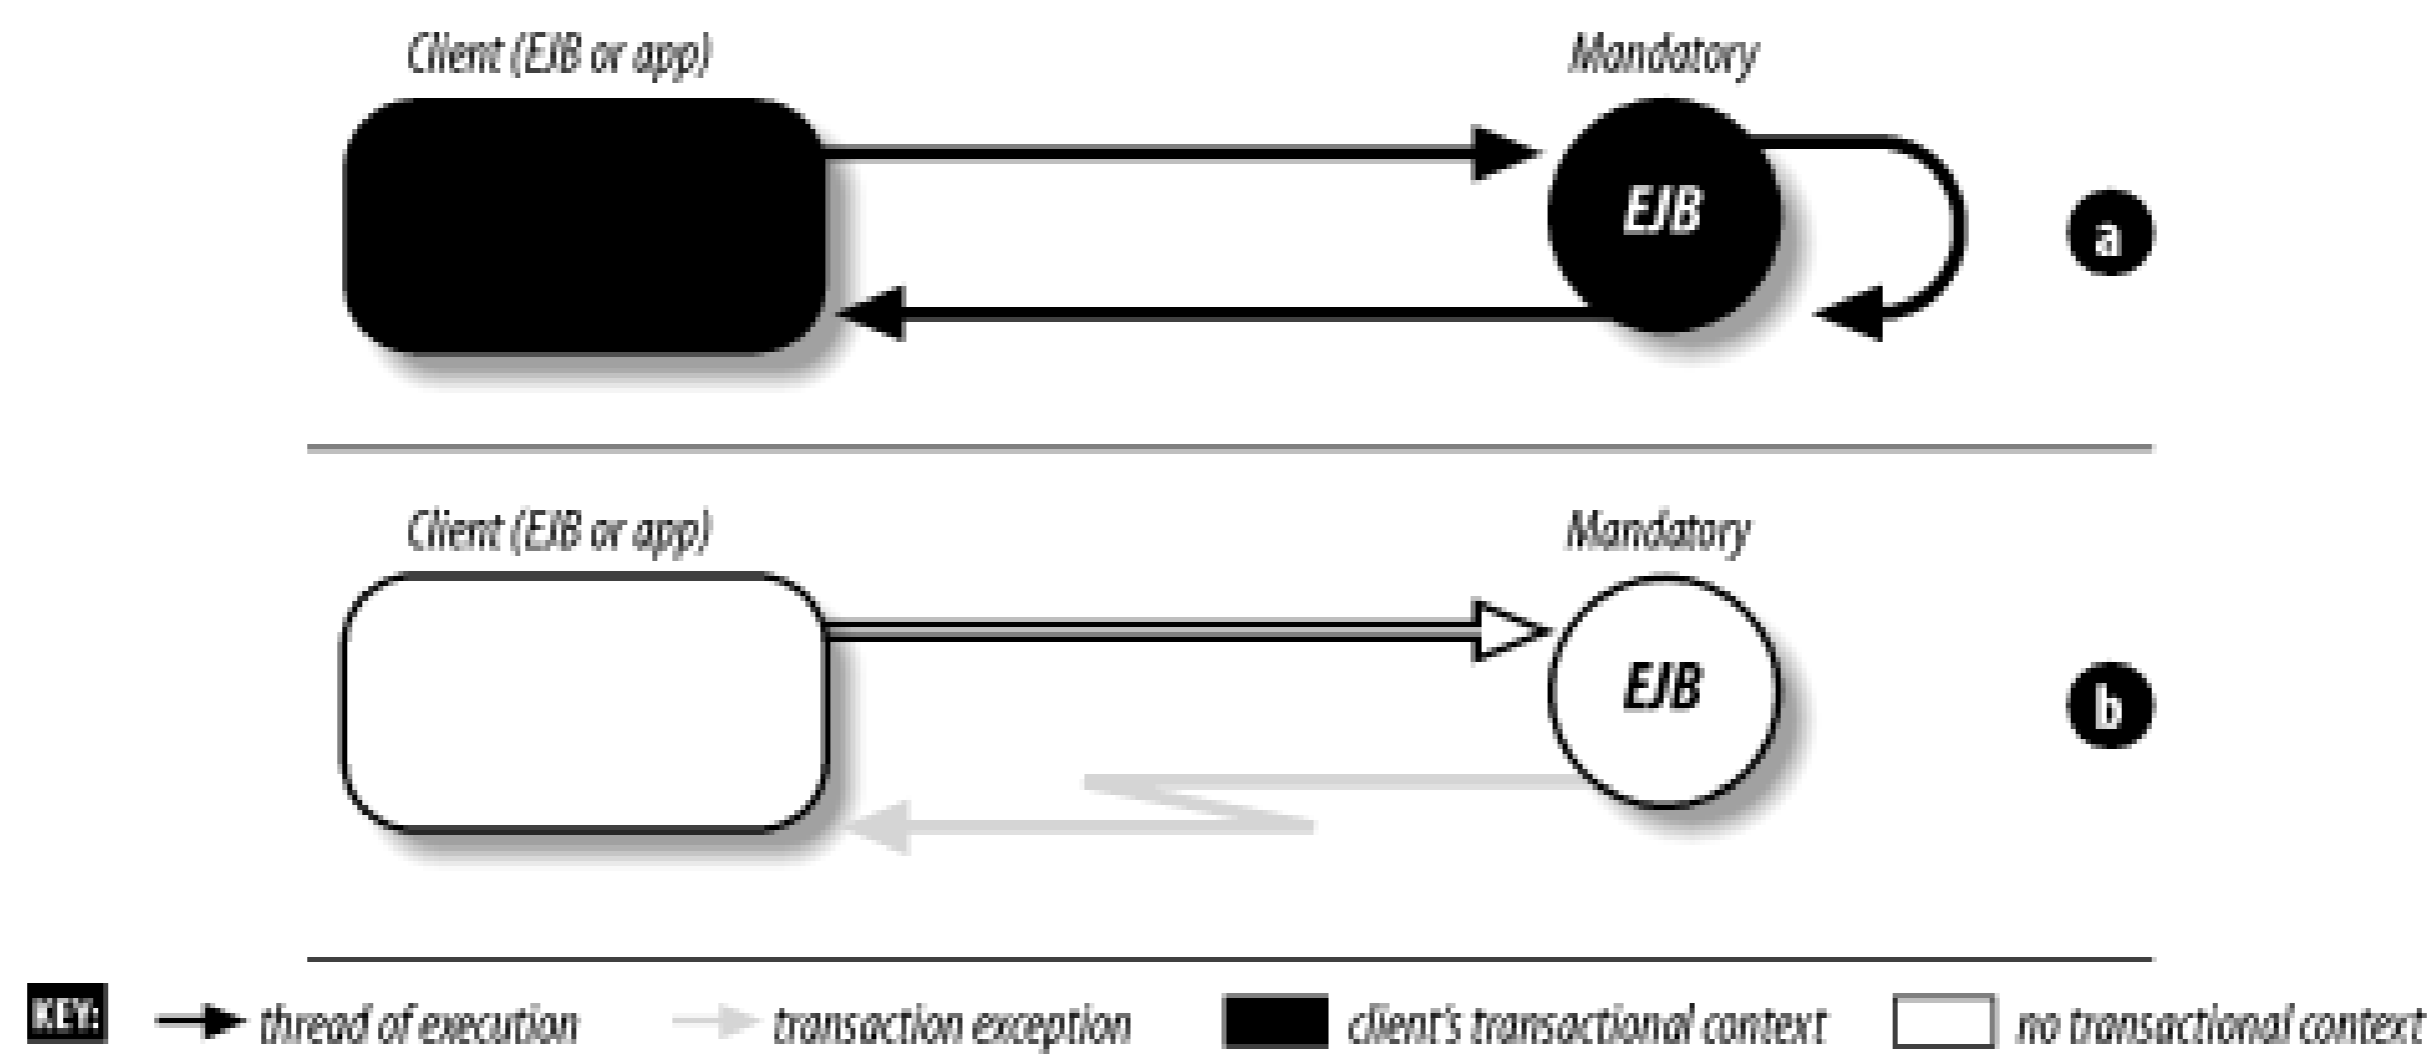 Client (EJB or app)
Mandatory
EJB
a
Client (EJB or app)
Mandatory
EJB
b
KEY: thread of execution transaction exception client's transactional context no transactional context